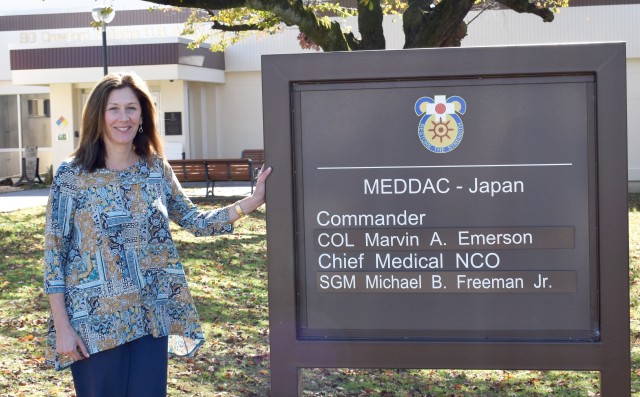 MEDDAC - Japan
Commander
COL Marvin A. Emerson
Chief Medical NCO
SGM Michael B. Freeman Jr.